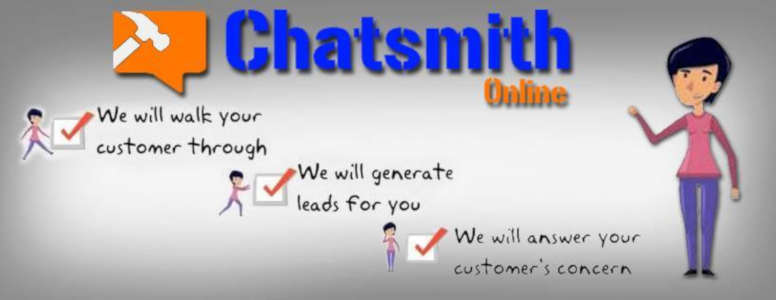 Chatsmith
Online
We will walk your
customer through
We will generate
leads for you
We will answer your
customer's concern